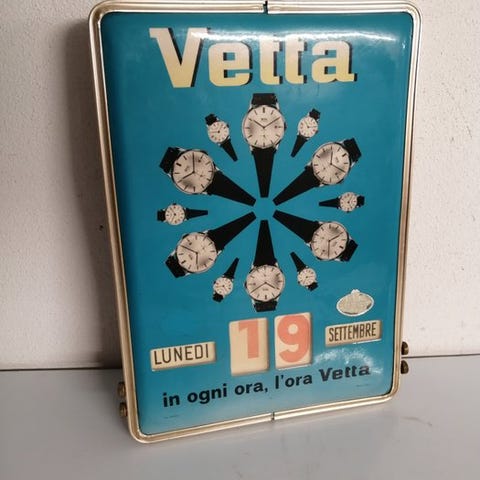 Vetta
LUNEDI 19 SETTEMBRE
in ogni ora, l'ora Vetta